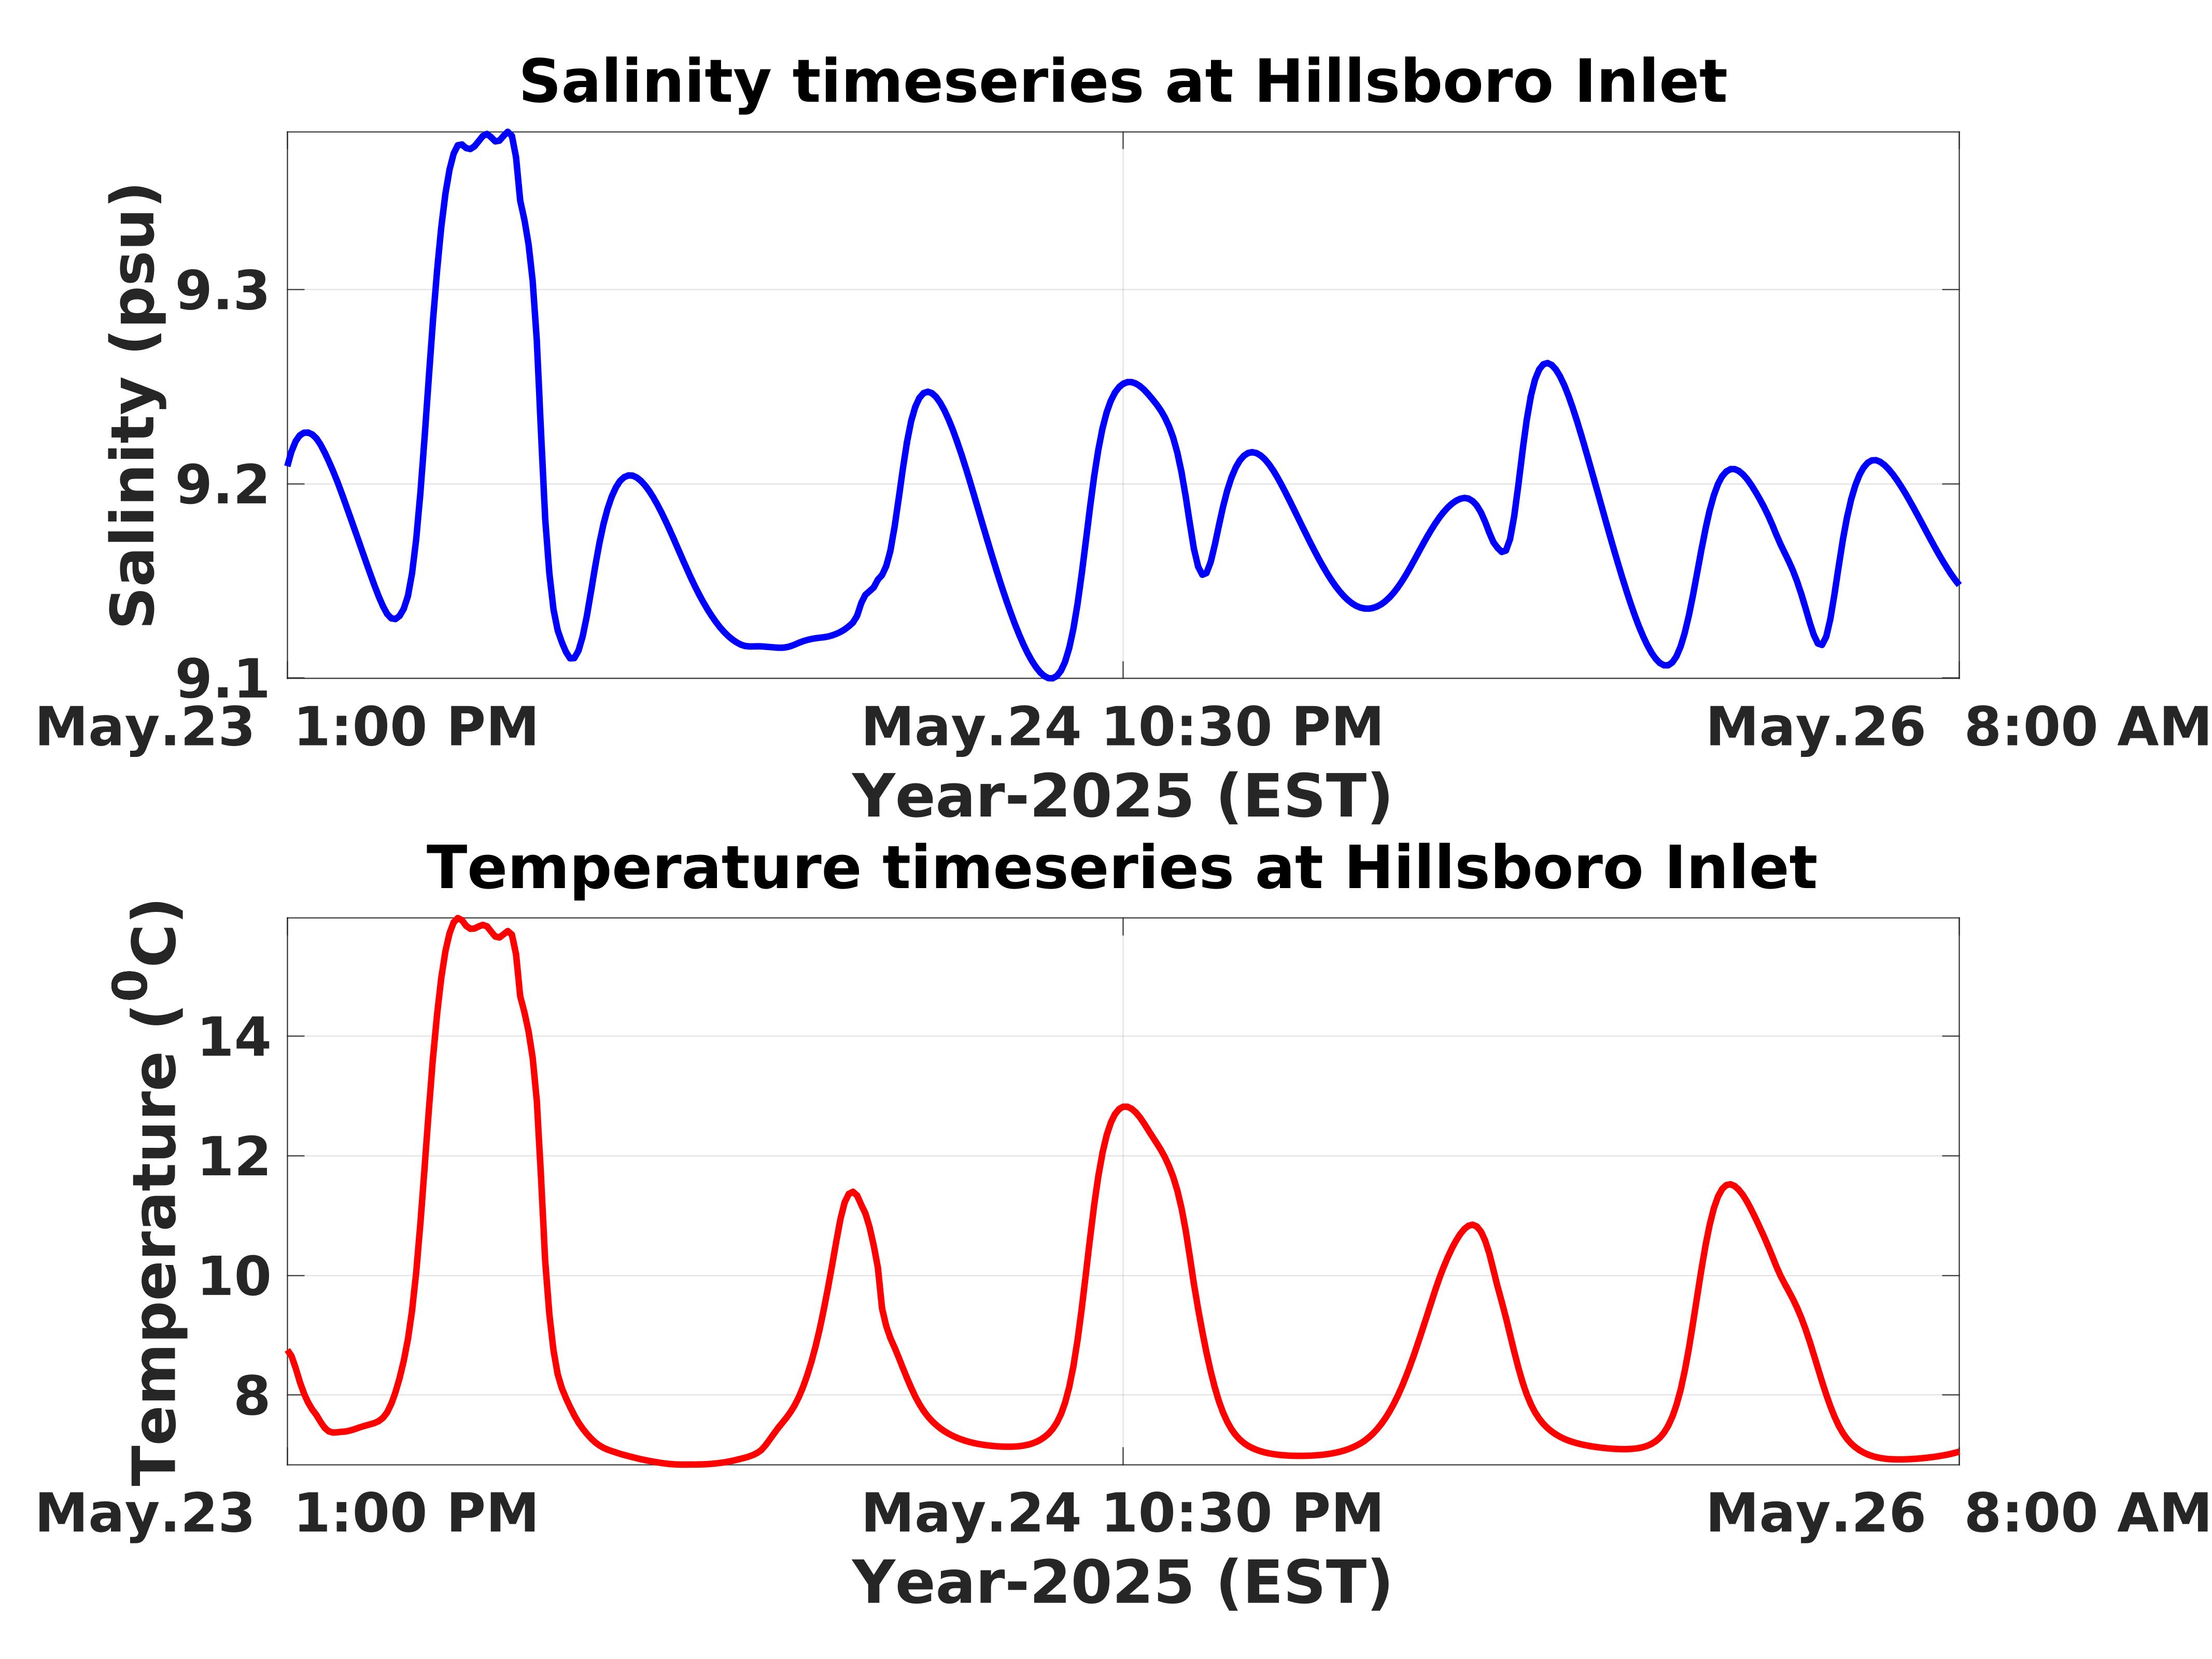 Salinity timeseries at Hillsboro Inlet
Salinity (psu)
9.3
9.2
9.1
May.23  1:00 PM
May.24 10:30 PM
May.26  8:00 AM
Year-2025 (EST)
Temperature timeseries at Hillsboro Inlet
Temperature (⁰C)
14
12
10
8
May.23  1:00 PM
May.24 10:30 PM
May.26  8:00 AM
Year-2025 (EST)